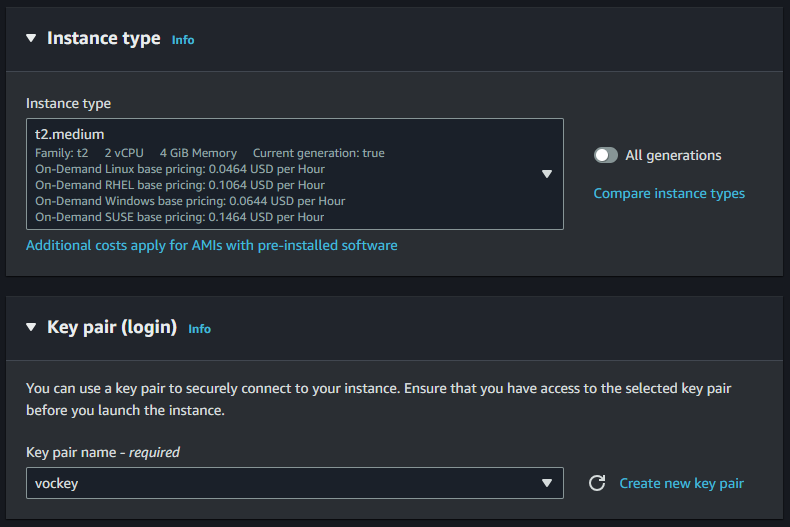 Instance type Info
Instance type
t2.medium
Family: t2 2 vCPU 4 GiB Memory Current generation: true
On-Demand Linux base pricing: 0.0464 USD per Hour
On-Demand RHEL base pricing: 0.1064 USD per Hour
On-Demand Windows base pricing: 0.0644 USD per Hour
On-Demand SUSE base pricing: 0.1464 USD per Hour
All generations
Compare instance types
Additional costs apply for AMIs with pre-installed software
Key pair (login) Info
You can use a key pair to securely connect to your instance. Ensure that you have access to the selected key pair
before you launch the instance.
Key pair name - required
vockey
Create new key pair